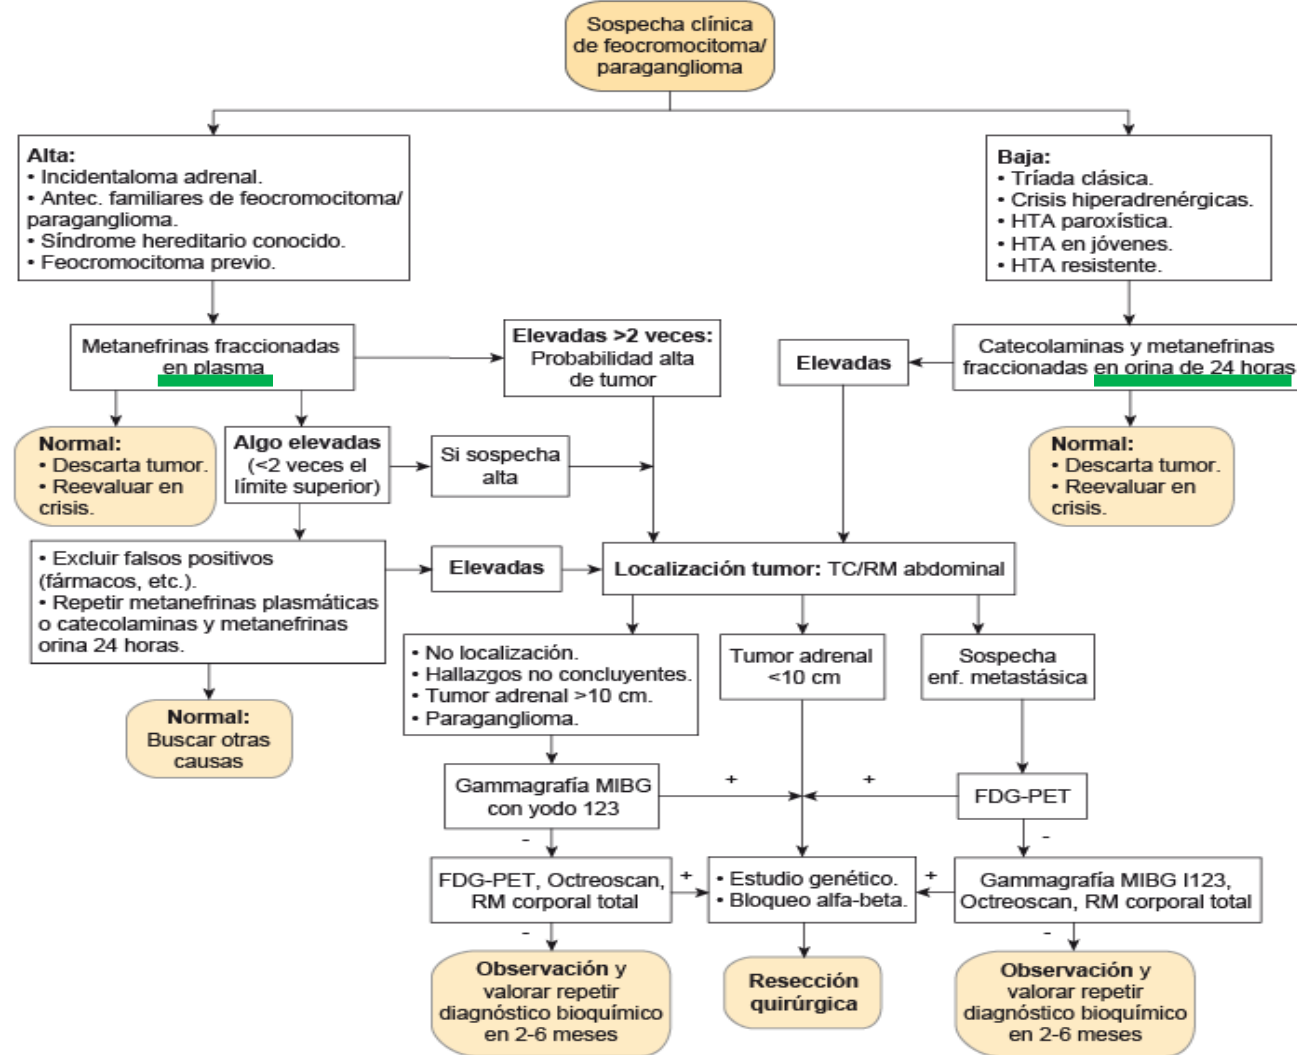 Sospecha clínica
de feocromocitoma/
paraganglioma
Alta:
• Incidentaloma adrenal.
• Antec. familiares de feocromocitoma/
paraganglioma.
• Síndrome hereditario conocido.
• Feocromocitoma previo.
Baja:
• Tríada clásica.
• Crisis hiperadrenérgicas.
• HTA paroxística.
• HTA en jóvenes.
• HTA resistente.
Metanefrinas fraccionadas
en plasma
Elevadas >2 veces:
Probabilidad alta
de tumor
Elevadas
Catecolaminas y metanefrinas
fraccionadas en orina de 24 horas
Normal:
• Descarta tumor.
• Reevaluar en
crisis.
Algo elevadas
(<2 veces el
límite superior)
Si sospecha
alta
Normal:
• Descarta tumor.
• Reevaluar en
crisis.
• Excluir falsos positivos
(fármacos, etc.).
• Repetir metanefrinas plasmáticas
o catecolaminas y metanefrinas
orina 24 horas.
Elevadas
Localización tumor: TC/RM abdominal
Normal:
Buscar otras
causas
• No localización.
• Hallazgos no concluyentes.
• Tumor adrenal >10 cm.
• Paraganglioma.
Tumor adrenal
<10 cm
Sospecha
enf. metastásica
Gammagrafía MIBG
con yodo 123
+
+
FDG-PET
-
-
FDG-PET, Octreoscan,
RM corporal total
+
• Estudio genético.
• Bloqueo alfa-beta.
+
Gammagrafía MIBG I123,
Octreoscan, RM corporal total
-
-
Observación y
valorar repetir
diagnóstico bioquímico
en 2-6 meses
Resección
quirúrgica
Observación y
valorar repetir
diagnóstico bioquímico
en 2-6 meses